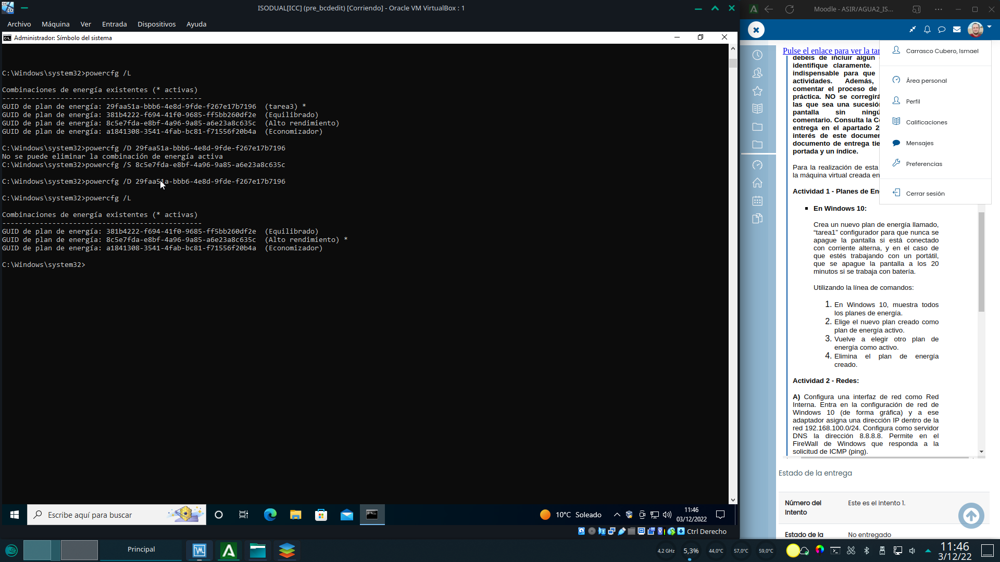 ISODUAL[ICC] (pre_bcdedit) [Corriendo] - Oracle VM VirtualBox : 1
Archivo Máquina Ver Entrada Dispositivos Ayuda
Administrador: Símbolo del sistema
C:\Windows\system32>powercfg /L
Combinaciones de energía existentes (* activas)
------------------------------------------------
GUID de plan de energía: 29faa51a-bbb6-4e8d-9fde-f267e17b7196  (tarea3) *
GUID de plan de energía: 381b4222-f694-41f0-9685-ff5bb260df2e  (Equilibrado)
GUID de plan de energía: 8c5e7fda-e8bf-4a96-9a85-a6e23a8c635c  (Alto rendimiento)
GUID de plan de energía: a1841308-3541-4fab-bc81-f71556f20b4a  (Economizador)
C:\Windows\system32>powercfg /D 29faa51a-bbb6-4e8d-9fde-f267e17b7196
No se puede eliminar la combinación de energía activa
C:\Windows\system32>powercfg /S 8c5e7fda-e8bf-4a96-9a85-a6e23a8c635c
C:\Windows\system32>powercfg /D 29faa51a-bbb6-4e8d-9fde-f267e17b7196
C:\Windows\system32>powercfg /L
Combinaciones de energía existentes (* activas)
------------------------------------------------
GUID de plan de energía: 381b4222-f694-41f0-9685-ff5bb260df2e  (Equilibrado)
GUID de plan de energía: 8c5e7fda-e8bf-4a96-9a85-a6e23a8c635c  (Alto rendimiento) *
GUID de plan de energía: a1841308-3541-4fab-bc81-f71556f20b4a  (Economizador)
C:\Windows\system32>
Escribe aquí para buscar
10°C Soleado
11:46
03/12/2022
Ctrl Derecho
Moodle - ASIR/AGUA2_IS...
Pulse el enlace para ver la tar
debéis de incluir algún
identifique claramente.
indispensable para que
actividades. Además,
comentar el proceso de
práctica. NO se corregirá
las que sea una sucesió
pantalla sin ning
comentario. Consulta la C
entrega en el apartado 2
interés de este documen
documento de entrega tie
portada y un índice.
Para la realización de esta
la máquina virtual creada en
Carrasco Cubero, Ismael
Área personal
Perfil
Calificaciones
Mensajes
Preferencias
Cerrar sesión
Actividad 1 - Planes de En
En Windows 10:
Crea un nuevo plan de energía llamado,
“tarea1” configurador para que nunca se
apague la pantalla si está conectado
con corriente alterna, y en el caso de
que estés trabajando con un portátil,
que se apague la pantalla a los 20
minutos si se trabaja con batería.
Utilizando la línea de comandos:
1. En Windows 10, muestra todos
los planes de energía.
2. Elige el nuevo plan creado como
plan de energía activo.
3. Vuelve a elegir otro plan de
energía como activo.
4. Elimina el plan de energía
creado.
Actividad 2 - Redes:
A) Configura una interfaz de red como Red
Interna. Entra en la configuración de red de
Windows 10 (de forma gráfica) y a ese
adaptador asigna una dirección IP dentro de la
red 192.168.100.0/24. Configura como servidor
DNS la dirección 8.8.8.8. Permite en el
FireWall de Windows que responda a la
solicitud de ICMP (ping).
Estado de la entrega
Número del
Intento
Este es el intento 1.
Estado de la
No entregado
Principal
4,2 GHz 5,3% 44,0°C 57,0°C 59,0°C
11:46
3/12/22